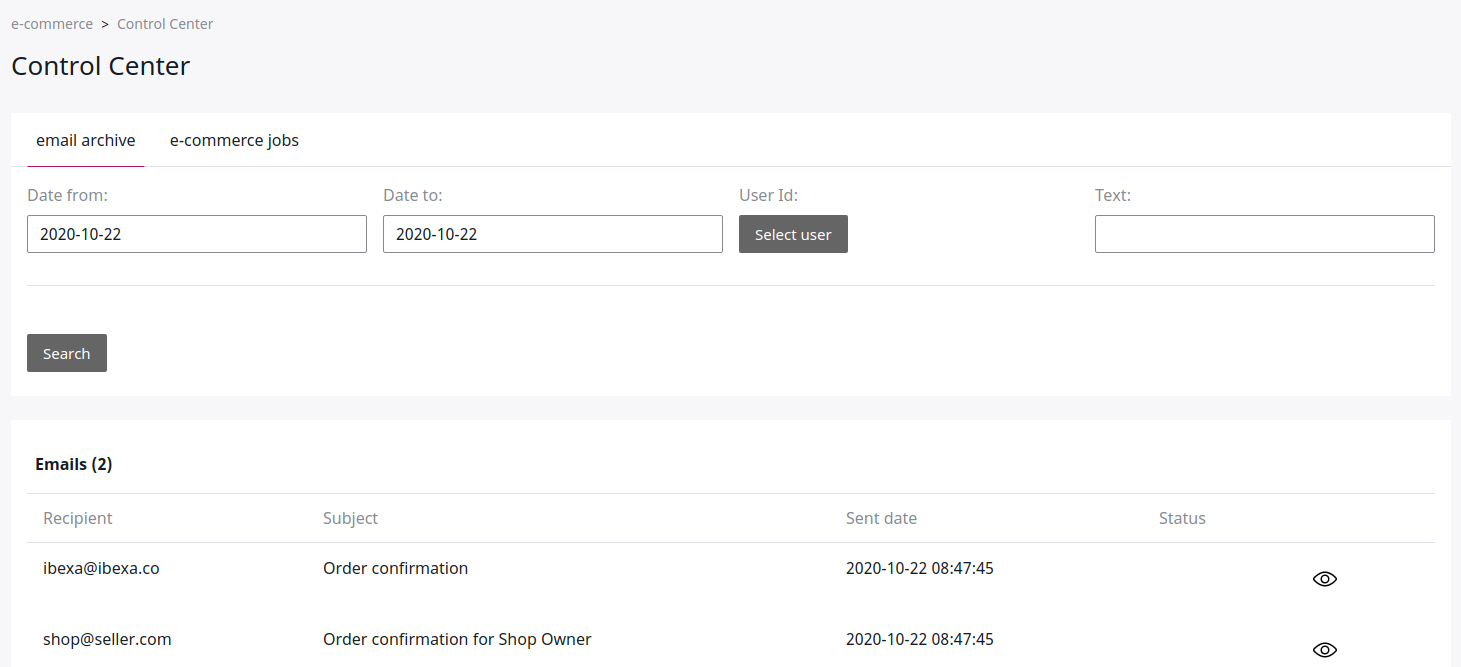 e-commerce > Control Center
Control Center
email archive e-commerce jobs
Date from: Date to: User Id: Text:
2020-10-22 2020-10-22 Select user
Search
Emails (2)
Recipient Subject Sent date Status
ibexa@ibexa.co Order confirmation 2020-10-22 08:47:45
shop@seller.com Order confirmation for Shop Owner 2020-10-22 08:47:45